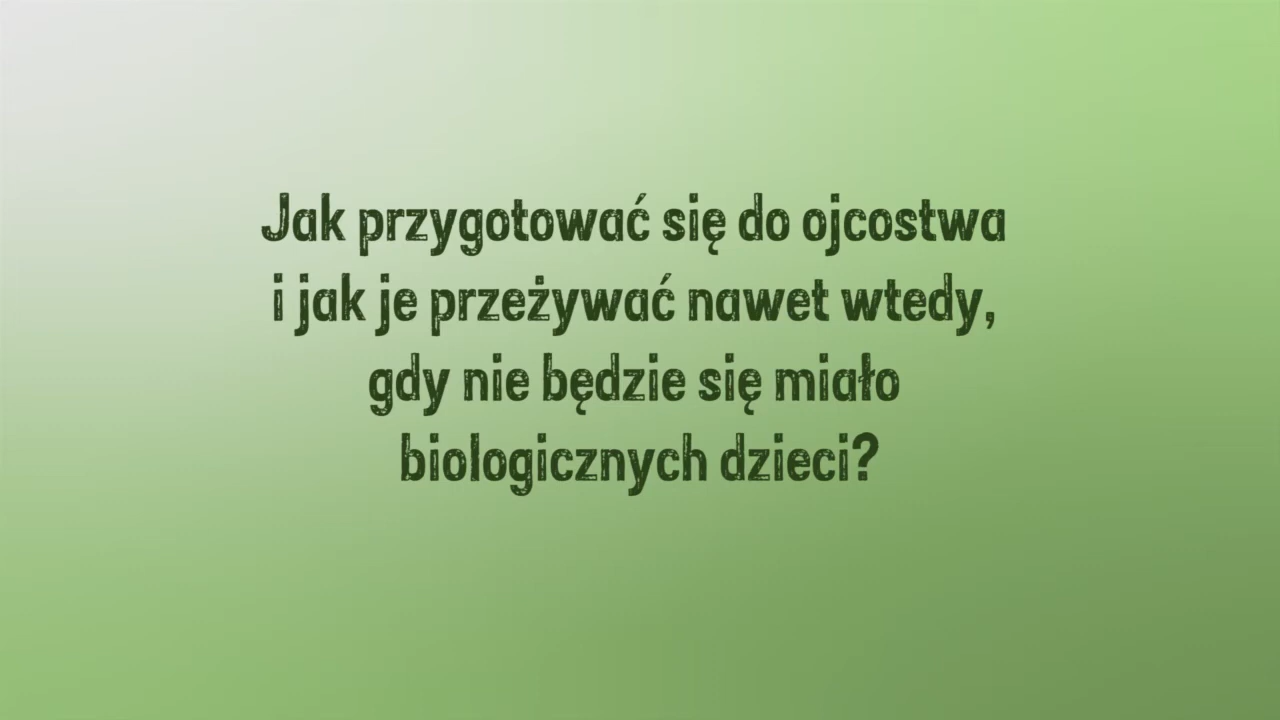 Jak przygotować się do ojcostwa
i jak je przeżywać nawet wtedy,
gdy nie będzie się miało
biologicznych dzieci?